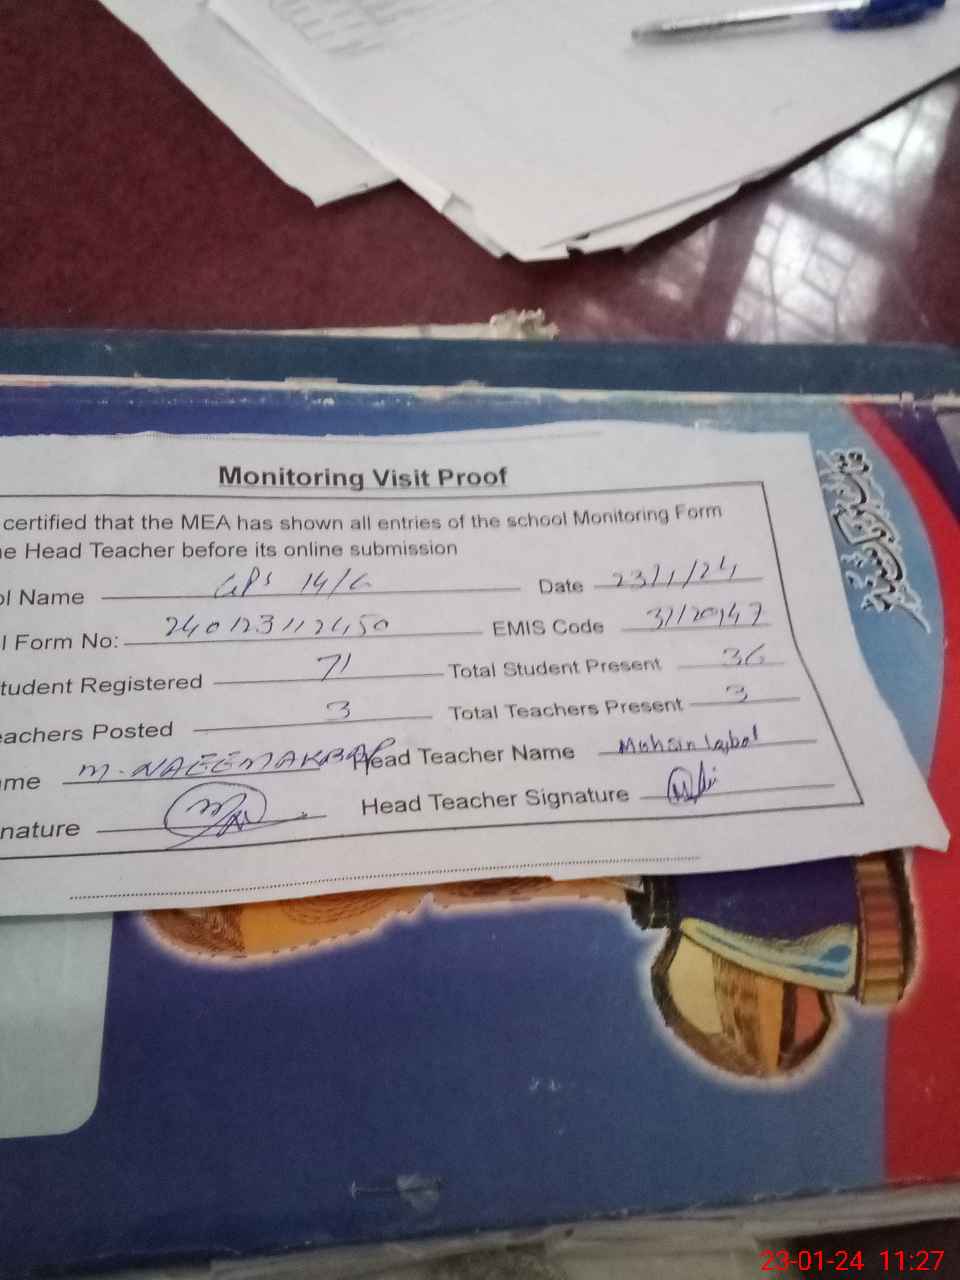 Monitoring Visit Proof
certified that the MEA has shown all entries of the school Monitoring Form
e Head Teacher before its online submission
ol Name GPS 14/G Date 23/1/24
l Form No: 240123112450 EMIS Code 37120147
tudent Registered 71 Total Student Present 36
eachers Posted 3 Total Teachers Present 3
me M. NAEEM AKBAR Head Teacher Name Mohsin Iqbal
nature Head Teacher Signature
23-01-24 11:27